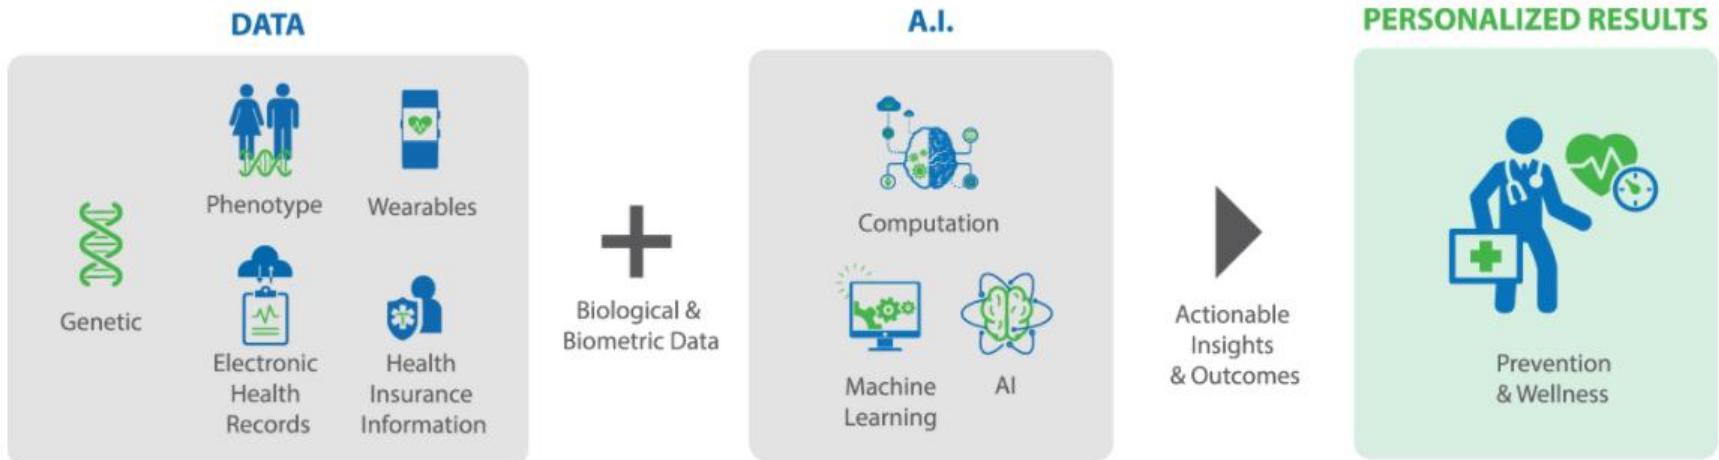 DATA
Phenotype
Wearables
Genetic
Electronic
Health
Records
Health
Insurance
Information
Biological &
Biometric Data
A.I.
Computation
Machine
Learning
AI
Actionable
Insights
& Outcomes
PERSONALIZED RESULTS
Prevention
& Wellness